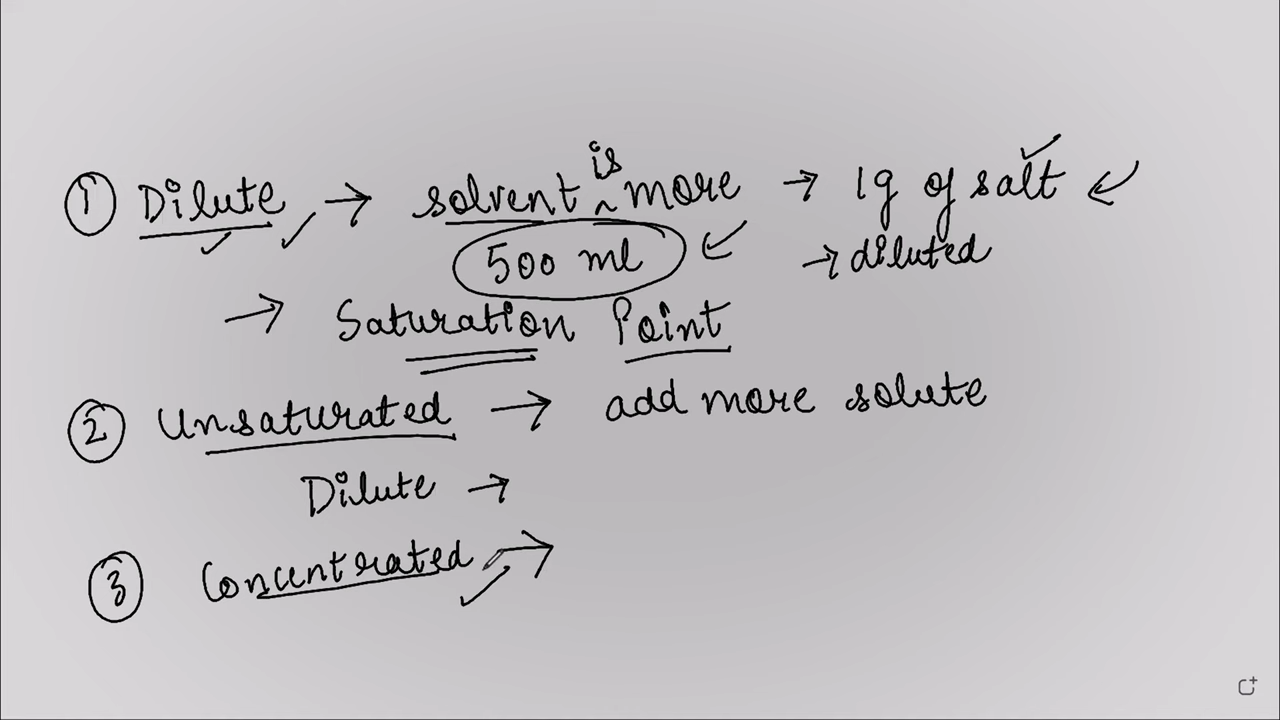 ① Dilute → solvent is more → 1g of salt
500 ml → diluted
→ Saturation Point
② Unsaturated → add more solute
Dilute →
③ Concentrated →